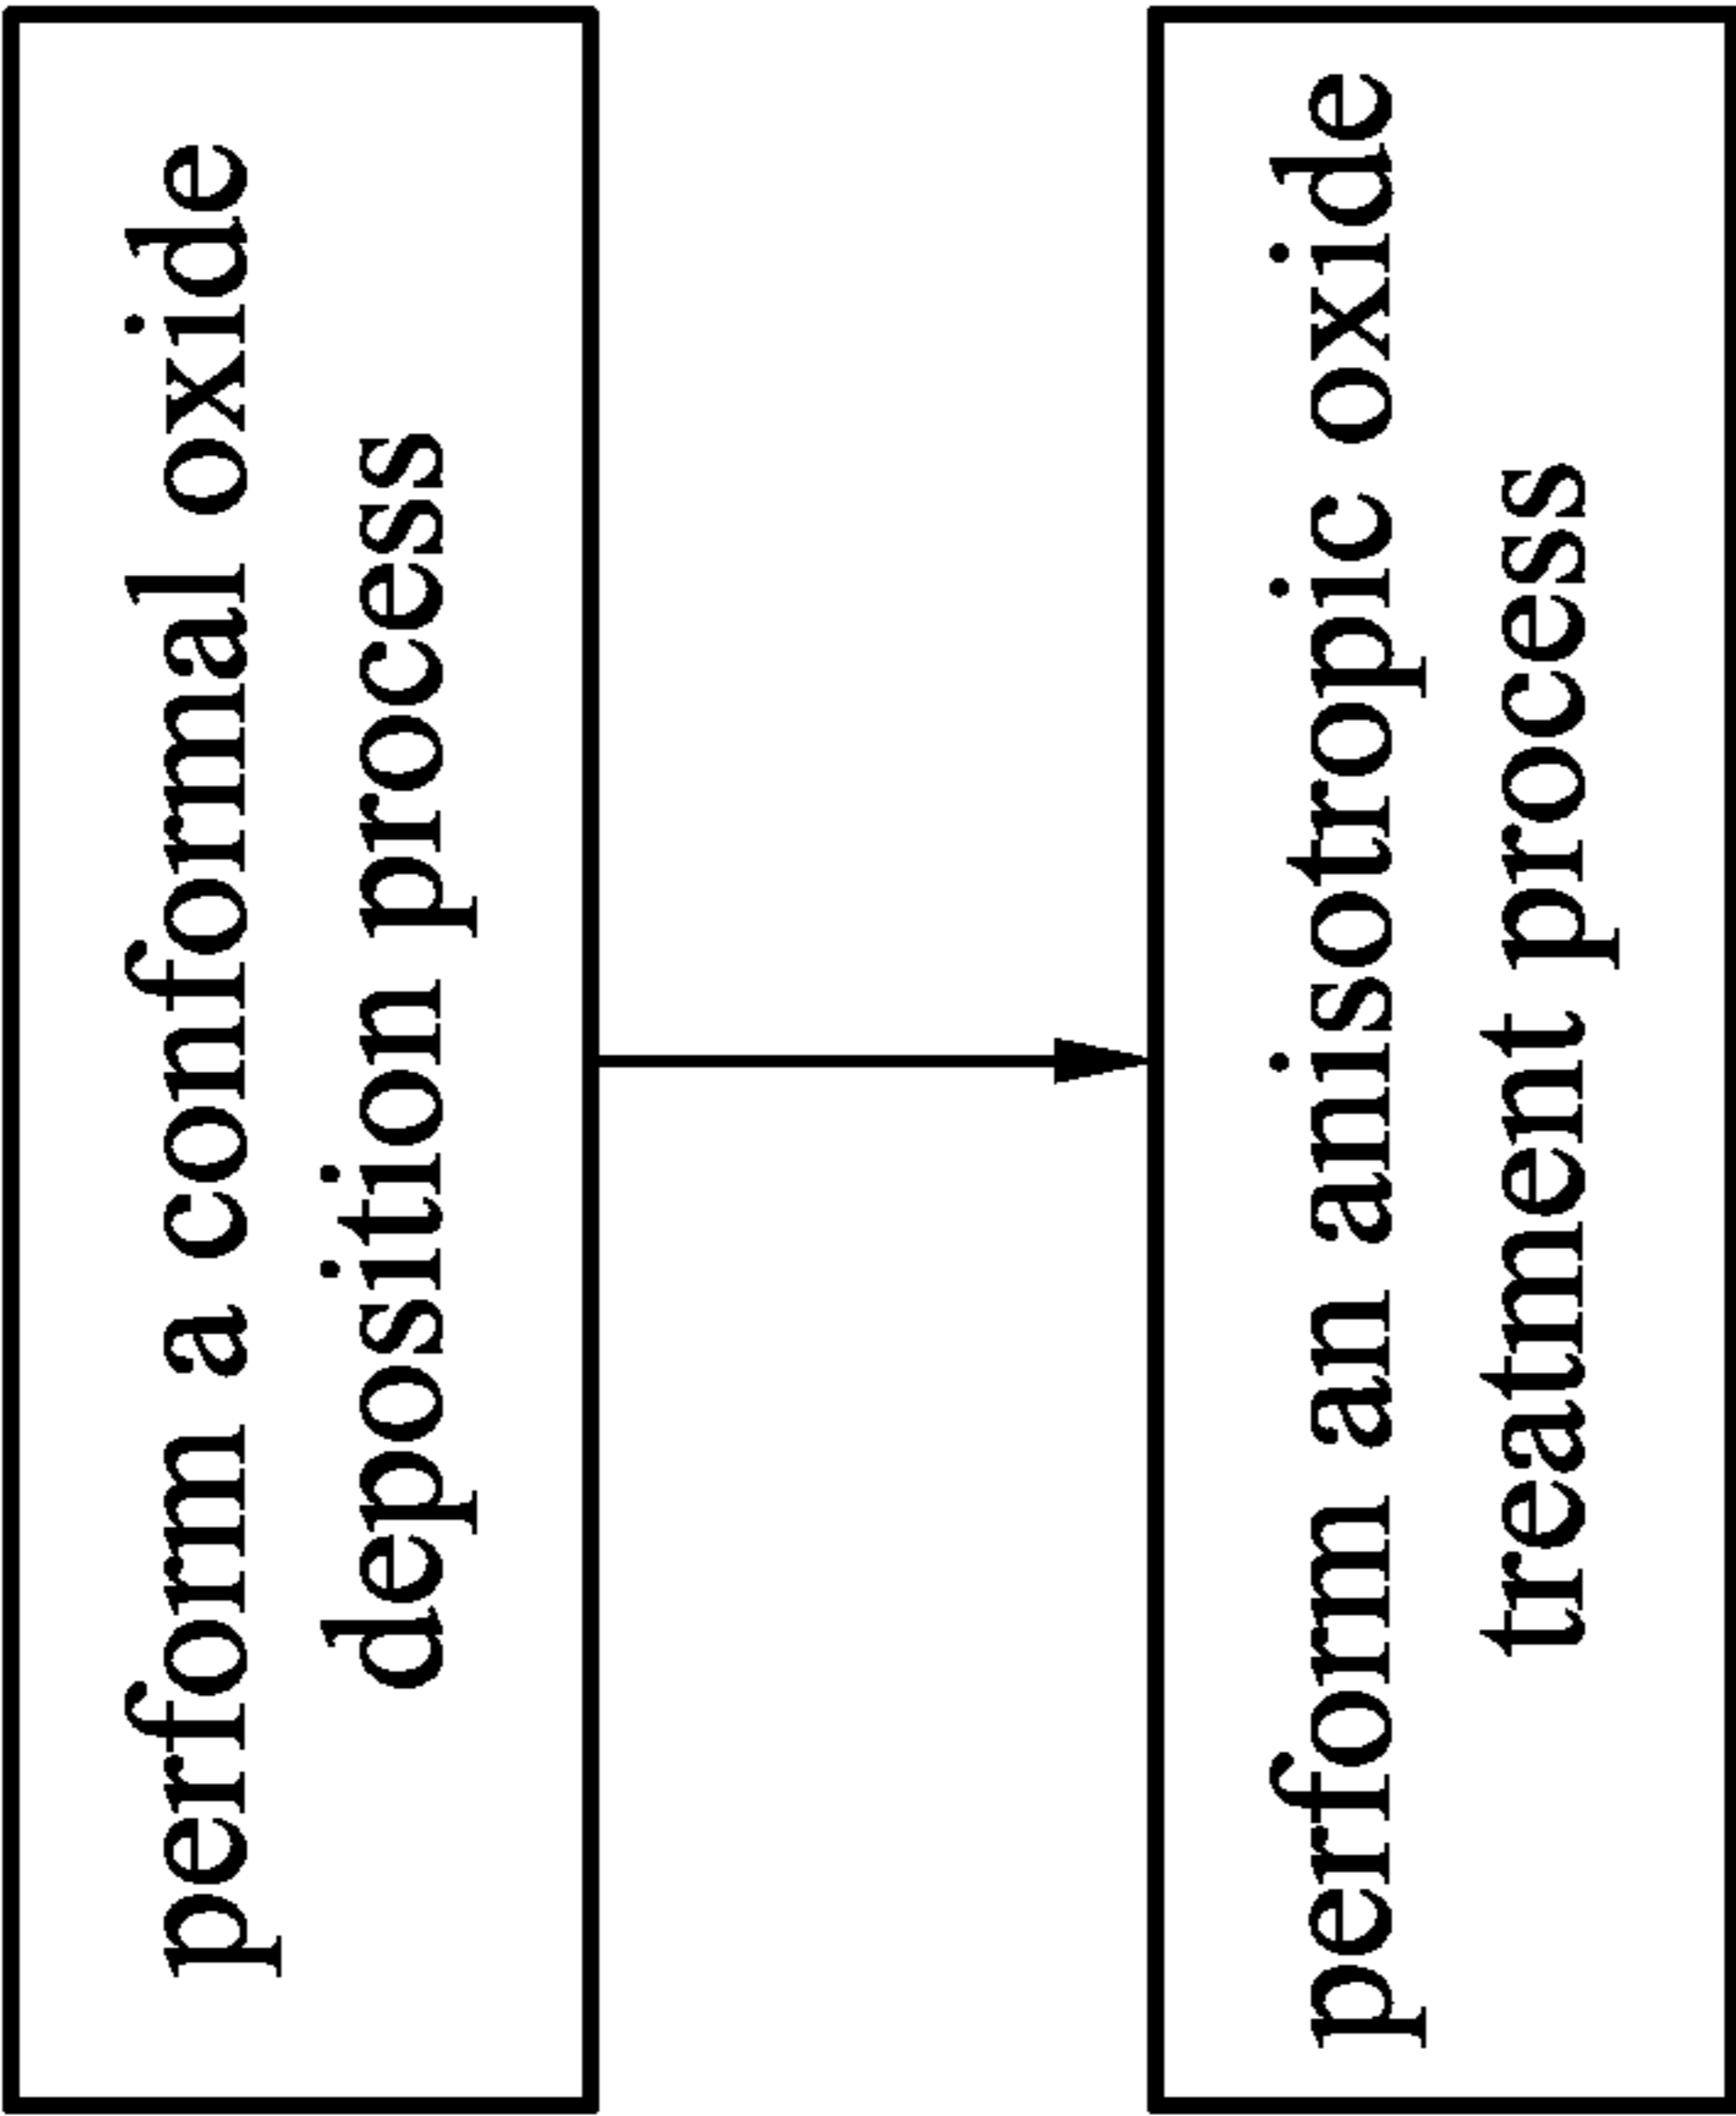 perform a conformal oxide
deposition process
perform an anisotropic oxide
treatment process